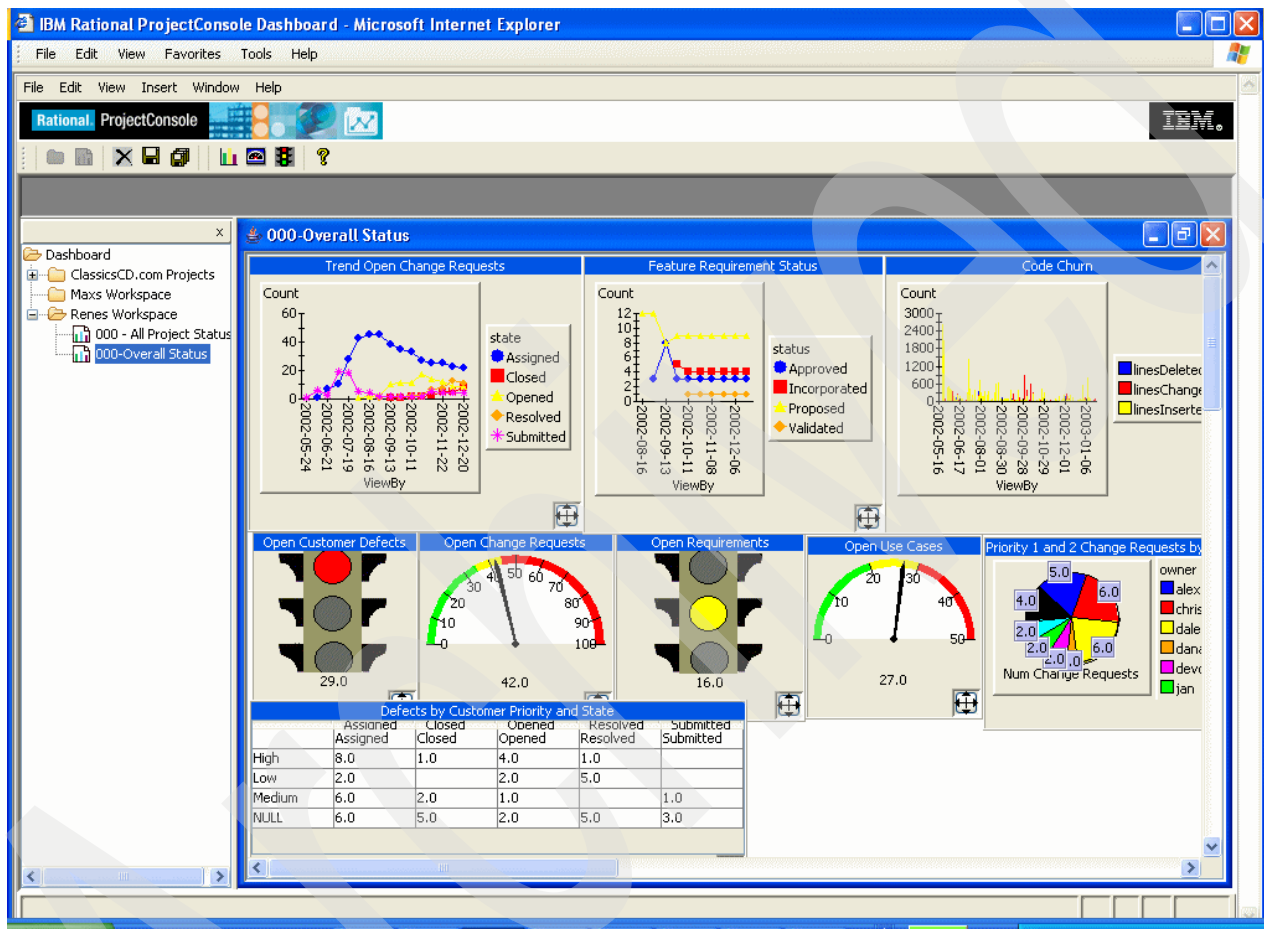 IBM Rational ProjectConsole Dashboard - Microsoft Internet Explorer
File Edit View Favorites Tools Help
File Edit View Insert Window Help
Rational. ProjectConsole
IBM.
x
Dashboard
ClassicsCD.com Projects
Maxs Workspace
Renes Workspace
000 - All Project Status
000-Overall Status
000-Overall Status
Trend Open Change Requests
Count
60
40
20
0
2002-05-24
2002-06-21
2002-07-19
2002-08-16
2002-09-13
2002-10-11
2002-11-22
2002-12-20
ViewBy
state
Assigned
Closed
Opened
Resolved
Submitted
Feature Requirement Status
Count
12
10
8
6
4
2
0
2002-08-16
2002-09-13
2002-10-11
2002-11-08
2002-12-06
ViewBy
status
Approved
Incorporated
Proposed
Validated
Code Churn
Count
3000
2400
1800
1200
600
0
2002-05-16
2002-06-17
2002-08-01
2002-08-30
2002-09-28
2002-10-29
2002-12-01
2003-01-06
ViewBy
linesDeleted
linesChange
linesInserte
Open Customer Defects
29.0
Open Change Requests
0 10 20 30 40 50 60 70 80 90 100
42.0
Open Requirements
16.0
Open Use Cases
0 10 20 30 40 50
27.0
Priority 1 and 2 Change Requests by
5.0
6.0
4.0
2.0
2.0
2.0
.0
6.0
Num Change Requests
owner
alex
chris
dale
dana
devo
jan
Defects by Customer Priority and State
Assigned Closed Opened Resolved Submitted
Assigned Closed Opened Resolved Submitted
High 8.0 1.0 4.0 1.0
Low 2.0 2.0 5.0
Medium 6.0 2.0 1.0 1.0
NULL 6.0 5.0 2.0 5.0 3.0